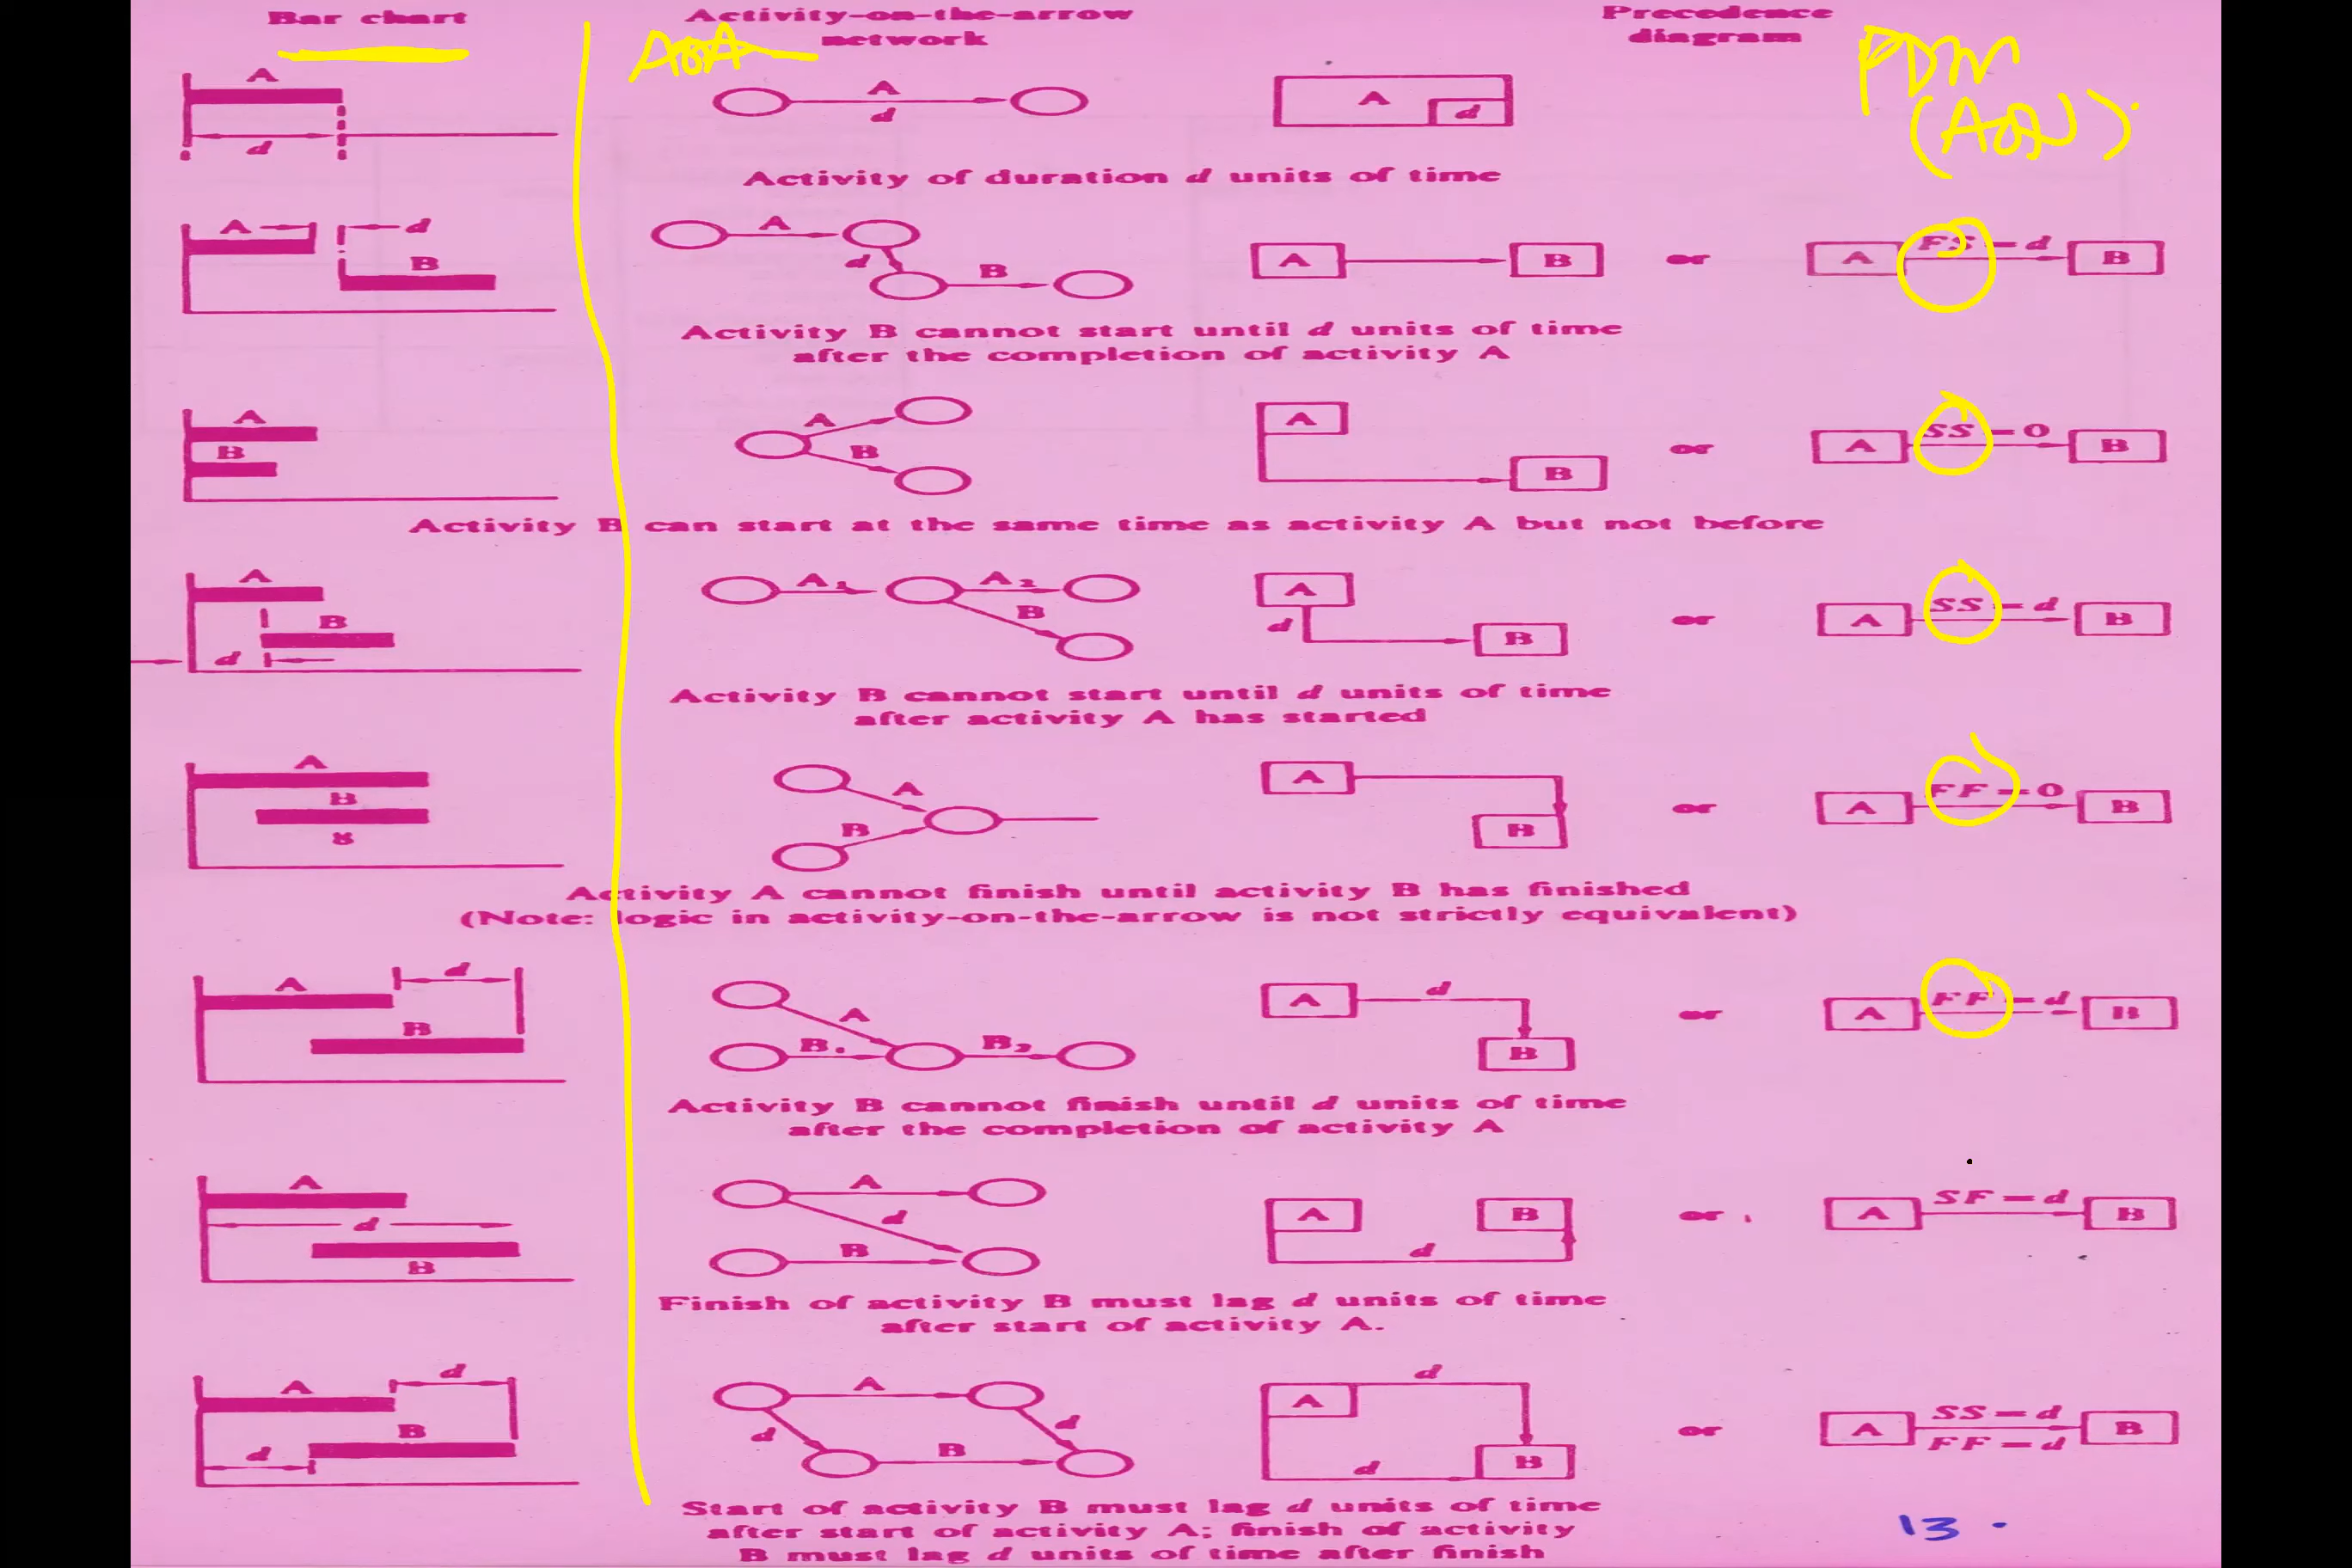 Bar chart
Activity-on-the-arrow
network
Precedence
diagram
AOA
PDM
(AON)
A
d
A
d
A
d
Activity of duration d units of time
A
d
B
A
d
B
A
B
or
A
FS = d
B
Activity B cannot start until d units of time
after the completion of activity A
A
B
A
B
A
B
or
A
SS = 0
B
Activity B can start at the same time as activity A but not before
A
B
d
A₁
A₂
B
A
d
B
or
A
SS = d
B
Activity B cannot start until d units of time
after activity A has started
A
B
A
B
A
B
or
A
FF = 0
B
Activity A cannot finish until activity B has finished
(Note: logic in activity-on-the-arrow is not strictly equivalent)
A
d
B
A
B₁
B₂
A
d
B
or
A
FF = d
B
Activity B cannot finish until d units of time
after the completion of activity A
A
d
B
A
d
B
A
B
d
or
A
SF = d
B
Finish of activity B must lag d units of time
after start of activity A.
A
d
B
d
A
d
d
B
d
A
B
d
or
A
SS = d
FF = d
B
Start of activity B must lag d units of time
after start of activity A; finish of activity
B must lag d units of time after finish
13